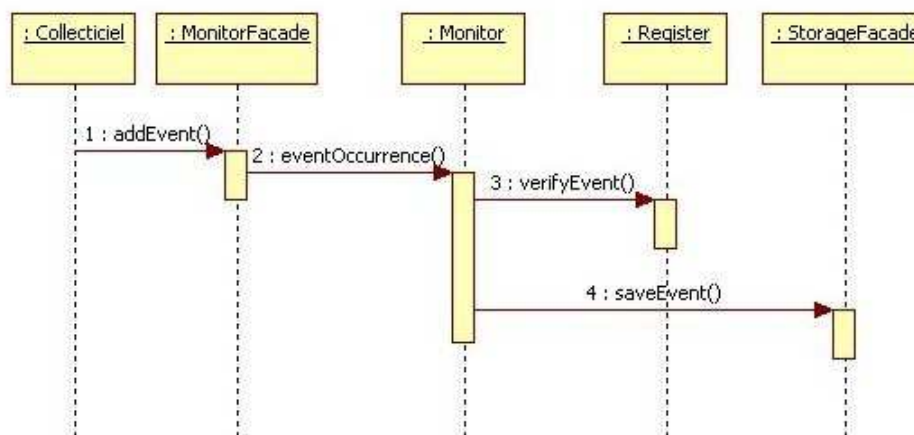 : Collecticiel
: MonitorFacade
: Monitor
: Register
: StorageFacade
1 : addEvent()
2 : eventOccurrence()
3 : verifyEvent()
4 : saveEvent()